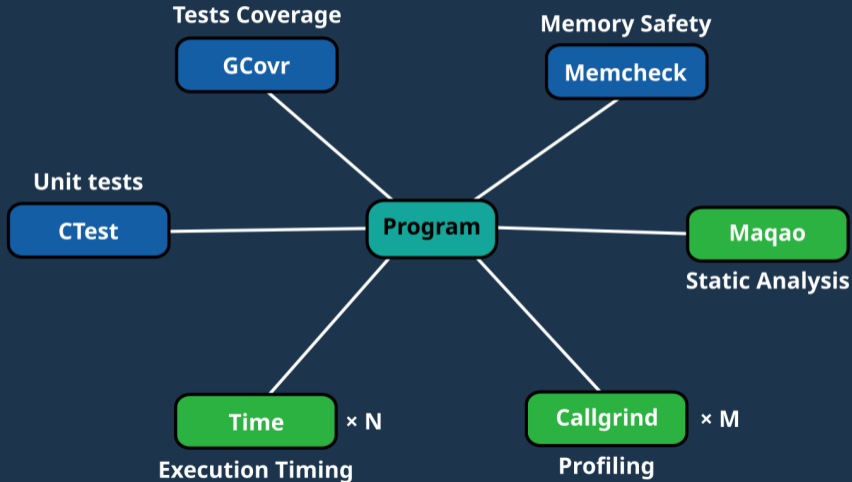 Tests Coverage
GCovr
Memory Safety
Memcheck
Unit tests
CTest
Program
Maqao
Static Analysis
Time × N
Execution Timing
Callgrind × M
Profiling